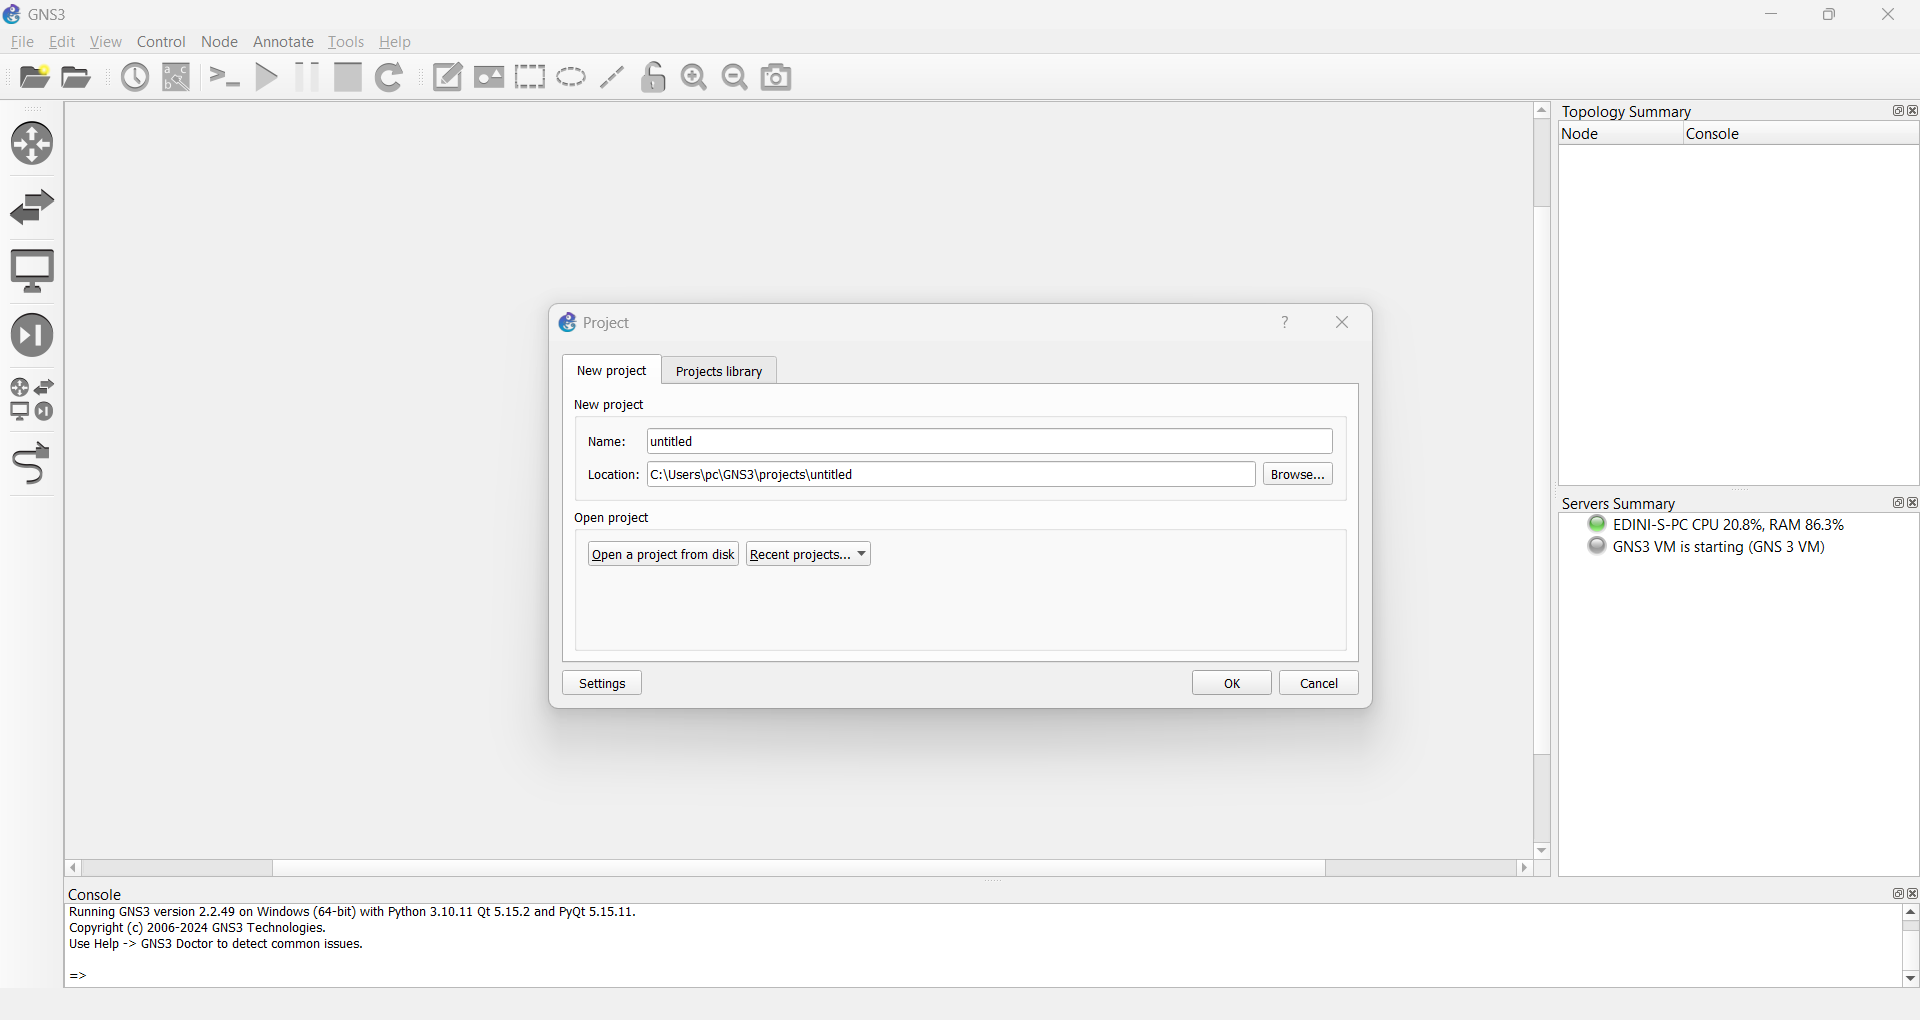 GNS3
File Edit View Control Node Annotate Tools Help
Topology Summary
Node Console
Project
?
New project Projects library
New project
Name: untitled
Location: C:\Users\pc\GNS3\projects\untitled Browse...
Open project
Open a project from disk Recent projects...
Settings OK Cancel
Servers Summary
EDINI-S-PC CPU 20.8%, RAM 86.3%
GNS3 VM is starting (GNS 3 VM)
Console
Running GNS3 version 2.2.49 on Windows (64-bit) with Python 3.10.11 Qt 5.15.2 and PyQt 5.15.11.
Copyright (c) 2006-2024 GNS3 Technologies.
Use Help -> GNS3 Doctor to detect common issues.
=>